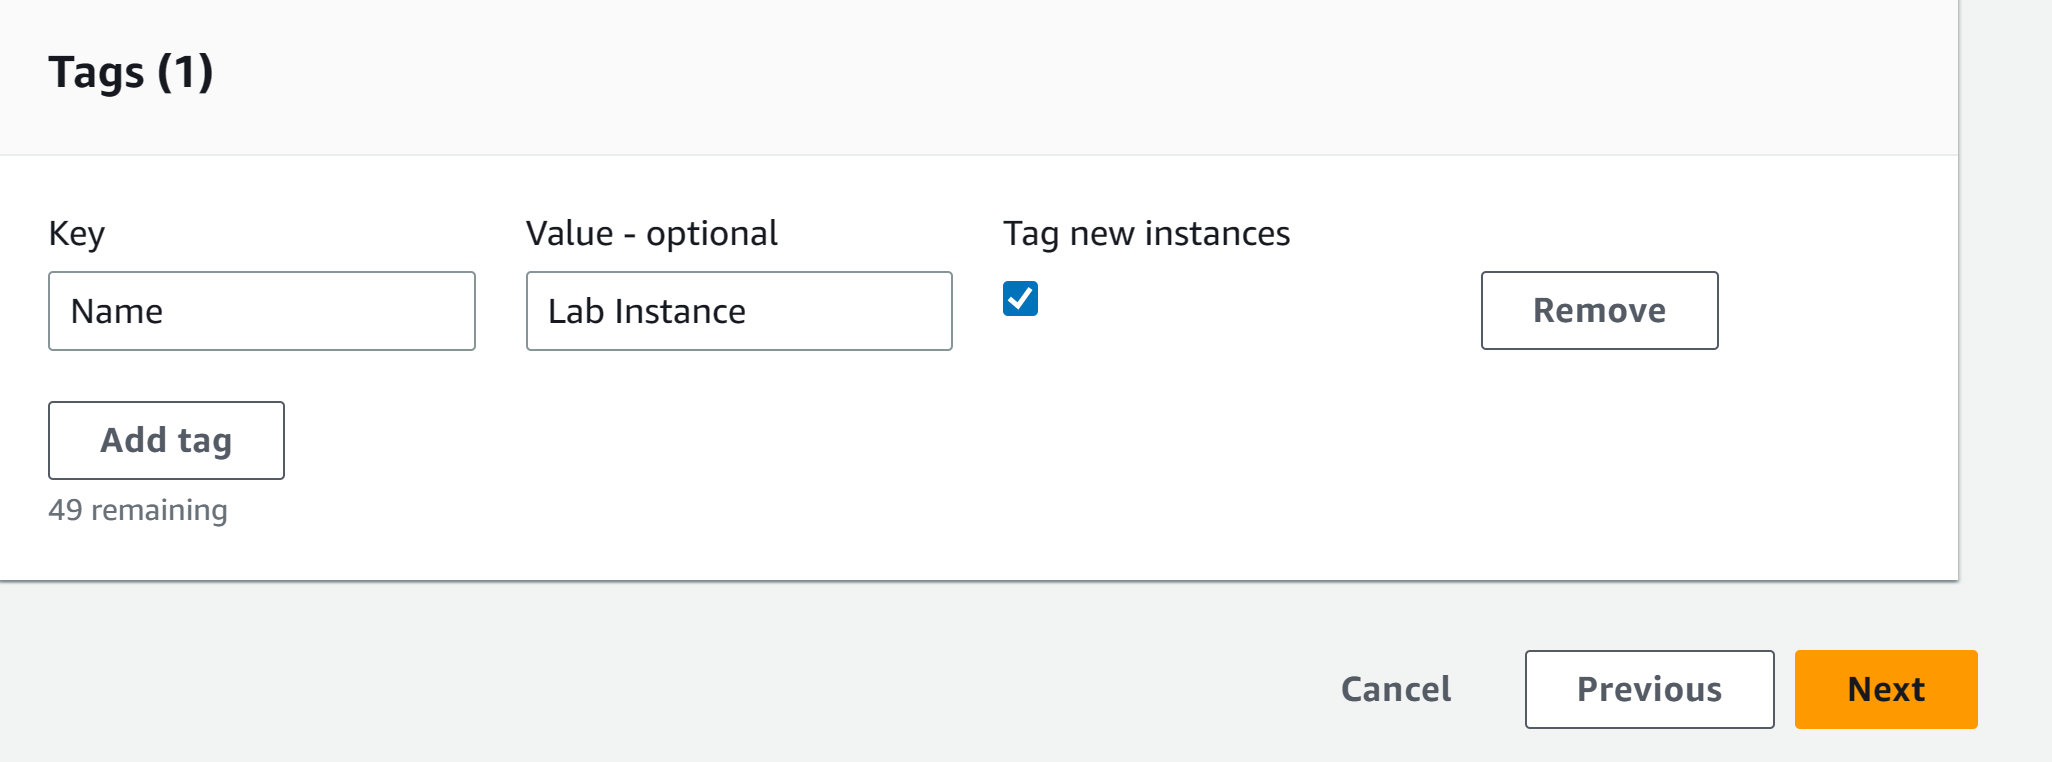 Tags (1)
Key
Value - optional
Tag new instances
Name
Lab Instance
Remove
Add tag
49 remaining
Cancel
Previous
Next